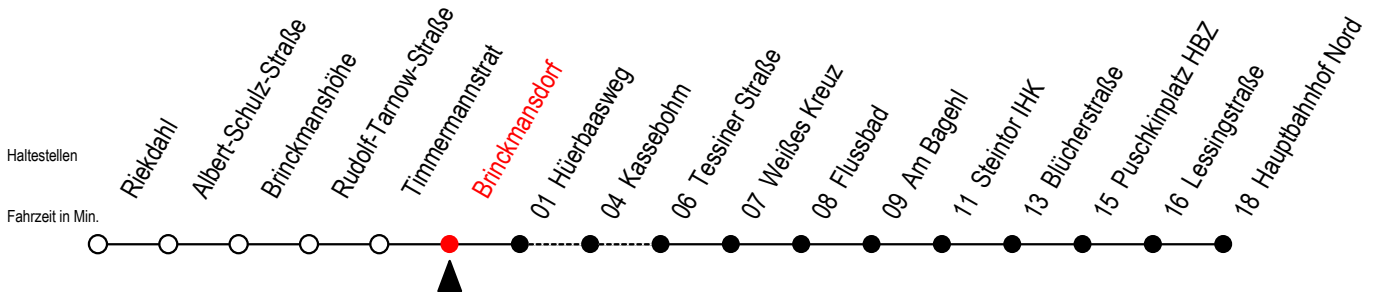 Haltestellen
Fahrzeit in Min.
Riekdahl
Albert-Schulz-Straße
Brinckmanshöhe
Rudolf-Tarnow-Straße
Timmermannstrat
Brinckmansdorf
01 Hüerbaasweg
04 Kassebohm
06 Tessiner Straße
07 Weißes Kreuz
08 Flussbad
09 Am Bagehl
11 Steintor IHK
13 Blücherstraße
15 Puschkinplatz HBZ
16 Lessingstraße
18 Hauptbahnhof Nord